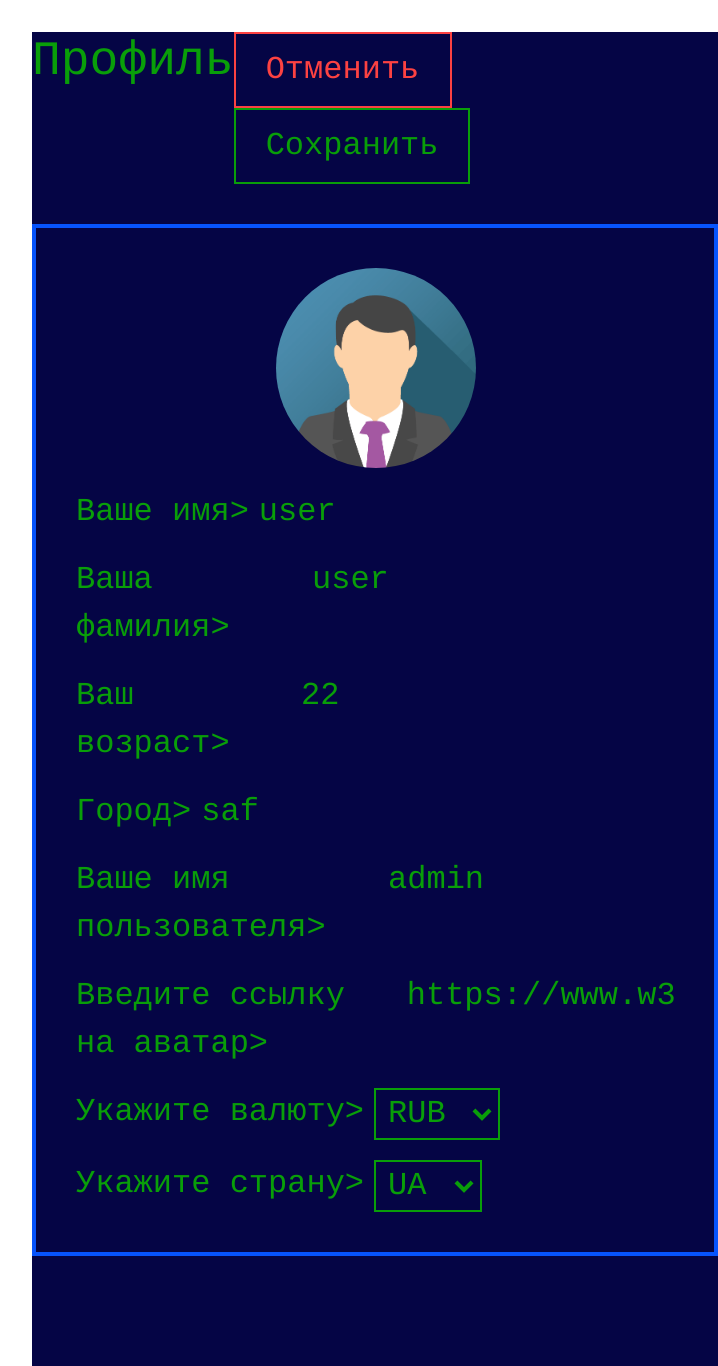 Профиль Отменить
Сохранить
Ваше имя> user
Ваша user
фамилия>
Ваш 22
возраст>
Город> saf
Ваше имя admin
пользователя>
Введите ссылку https://www.w3
на аватар>
Укажите валюту> RUB
Укажите страну> UA